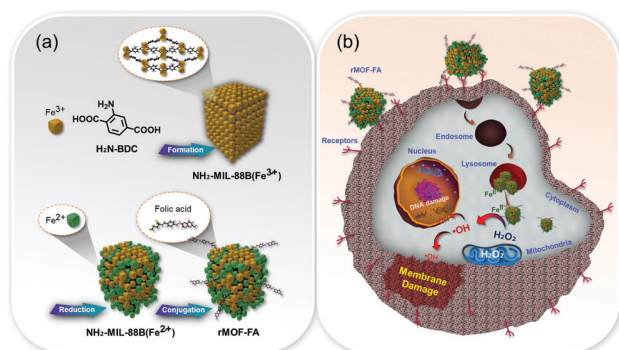 (a)
Fe3+
H2N
HOOC
COOH
H₂N-BDC
Formation
NH₂-MIL-88B(Fe³⁺)
Fe2+
Folic acid
Reduction
NH₂-MIL-88B(Fe²⁺)
Conjugation
rMOF-FA
(b)
rMOF-FA
Receptors
Endosome
Nucleus
Lysosome
DNA damage
Cytoplasm
•OH
H₂O₂
Mitochondria
H₂O₂
•OH
Membrane
Damage